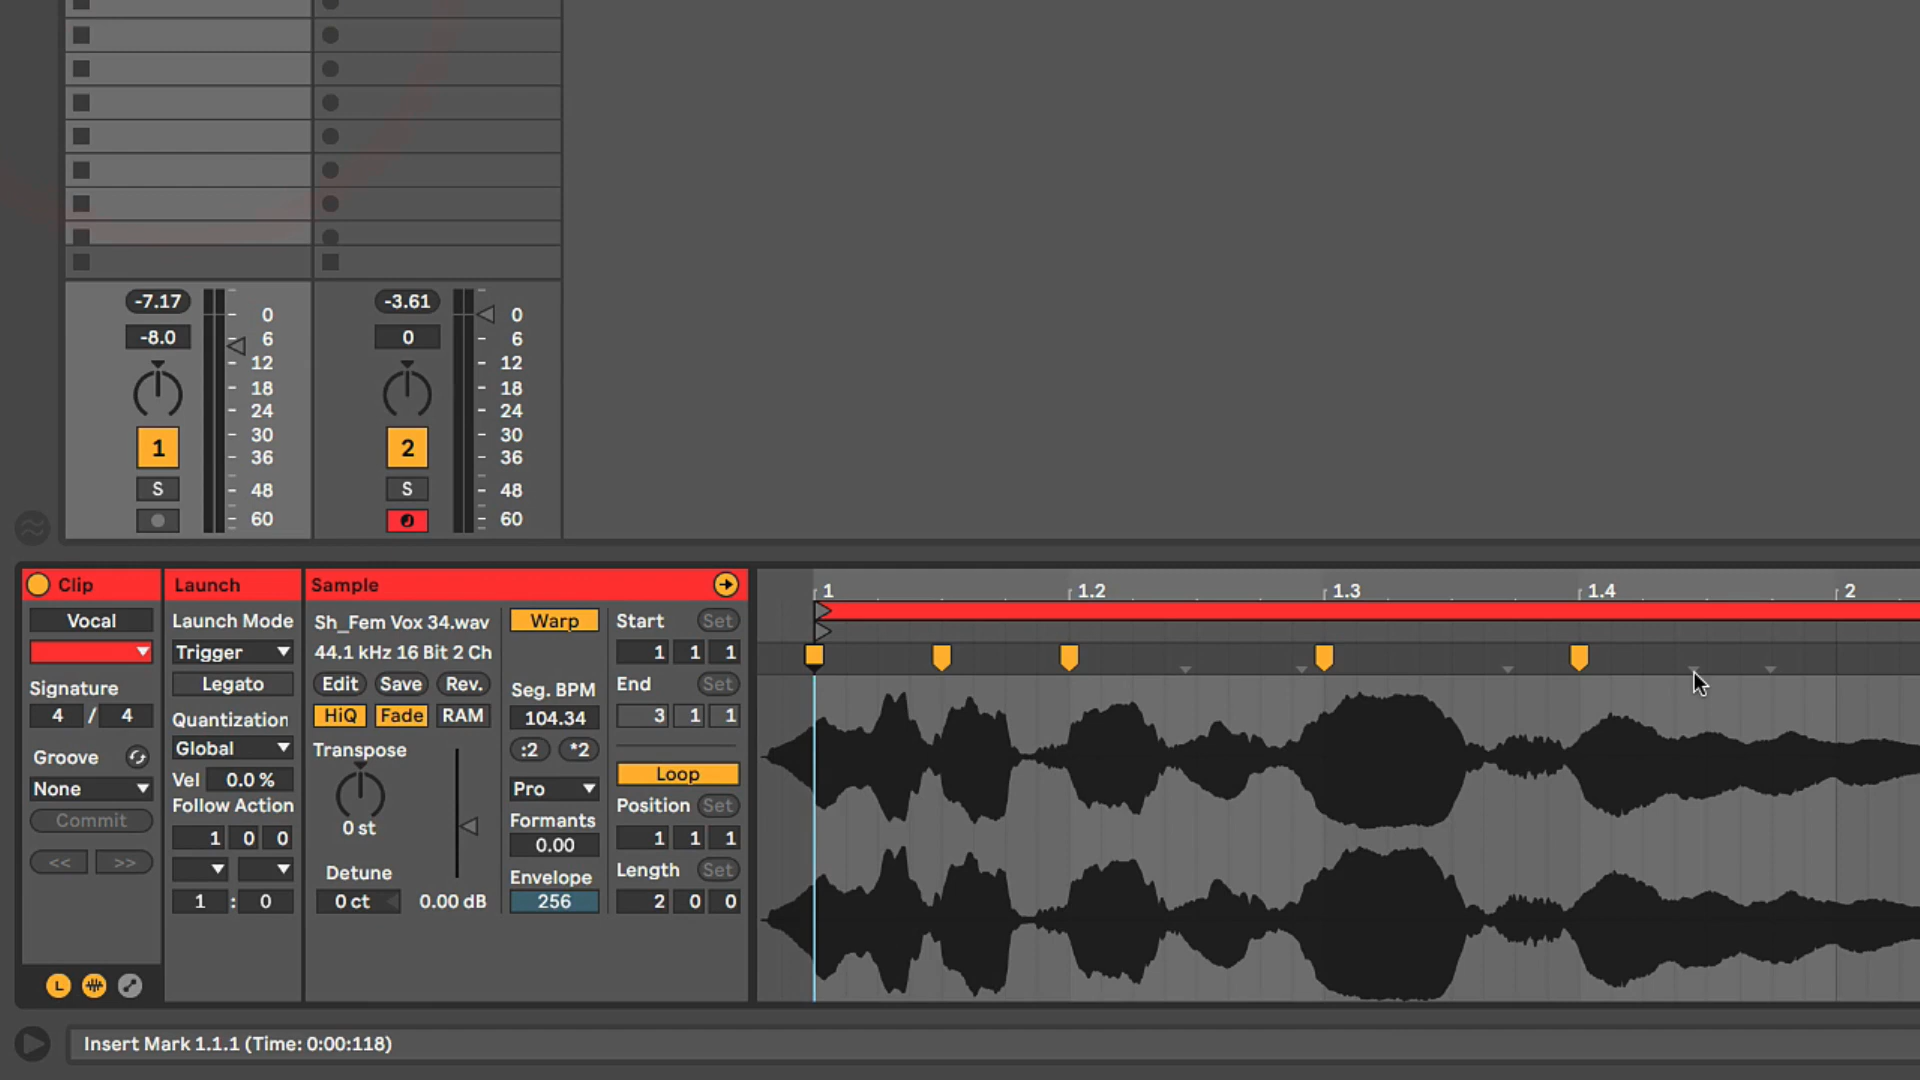 -7.17
-8.0
0
6
12
18
24
30
36
48
60
1
S
-3.61
0
0
6
12
18
24
30
36
48
60
2
S
Clip
Vocal
Signature
4 / 4
Groove
None
Commit
<< >>
L
Launch
Launch Mode
Trigger
Legato
Quantization
Global
Vel 0.0 %
Follow Action
1 0 0
1 : 0
Sample
Sh_Fem Vox 34.wav
44.1 kHz 16 Bit 2 Ch
Edit Save Rev.
HiQ Fade RAM
Transpose
0 st
Detune
0 ct 0.00 dB
Warp
Seg. BPM
104.34
:2 *2
Pro
Formants
0.00
Envelope
256
Start Set
1 1 1
End Set
3 1 1
Loop
Position Set
1 1 1
Length Set
2 0 0
1 1.2 1.3 1.4 2
Insert Mark 1.1.1 (Time: 0:00:118)